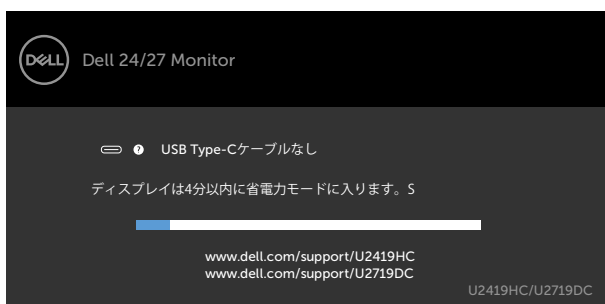 DELL
Dell 24/27 Monitor
? USB Type-Cケーブルなし
ディスプレイは4分以内に省電力モードに入ります。S
www.dell.com/support/U2419HC
www.dell.com/support/U2719DC
U2419HC/U2719DC